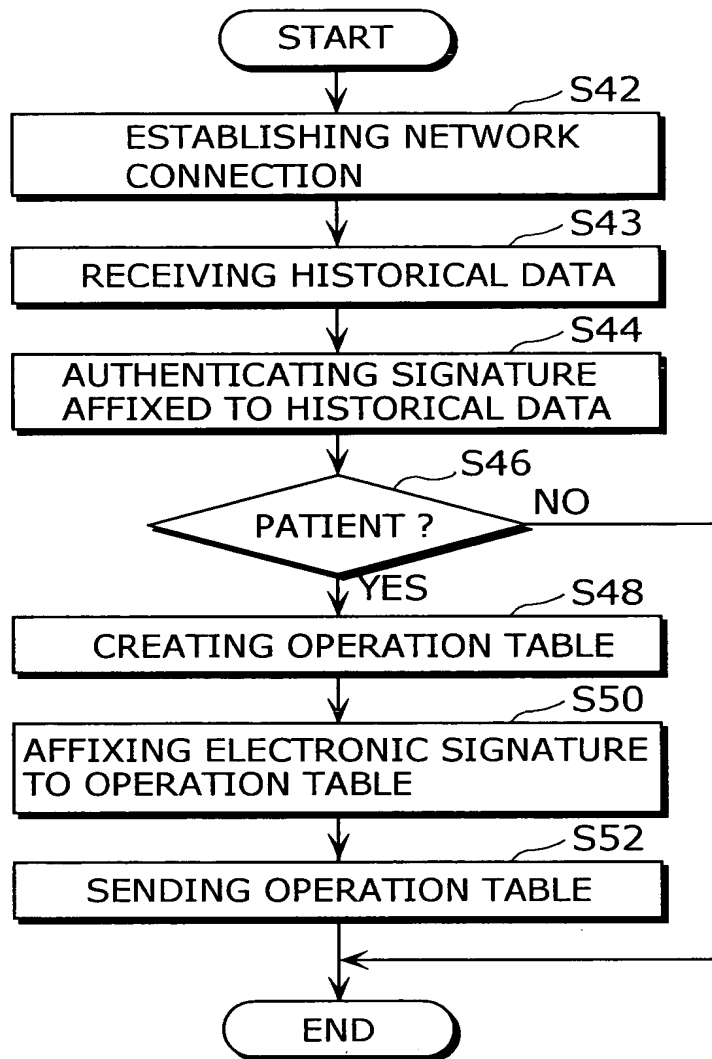 START
S42
ESTABLISHING NETWORK
CONNECTION
S43
RECEIVING HISTORICAL DATA
S44
AUTHENTICATING SIGNATURE
AFFIXED TO HISTORICAL DATA
S46
PATIENT ?
NO
YES
S48
CREATING OPERATION TABLE
S50
AFFIXING ELECTRONIC SIGNATURE
TO OPERATION TABLE
S52
SENDING OPERATION TABLE
END